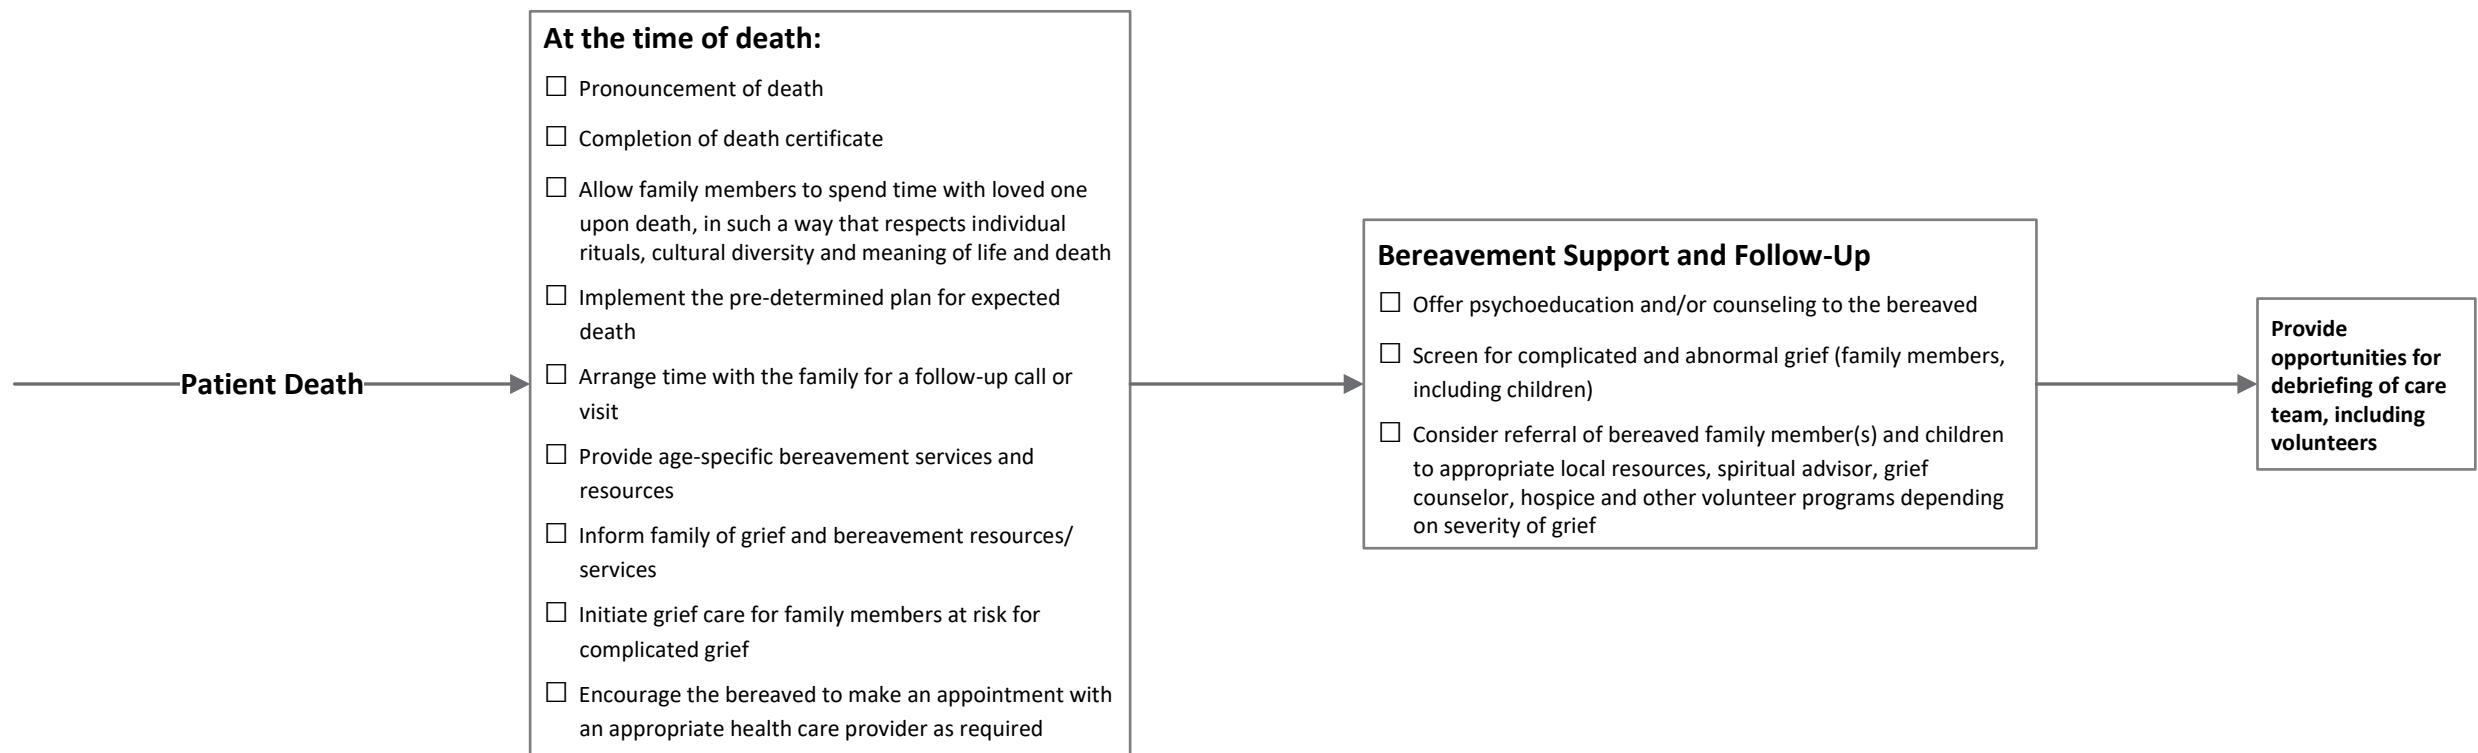 Patient Death
At the time of death:
☐ Pronouncement of death
☐ Completion of death certificate
☐ Allow family members to spend time with loved one
upon death, in such a way that respects individual
rituals, cultural diversity and meaning of life and death
☐ Implement the pre-determined plan for expected
death
☐ Arrange time with the family for a follow-up call or
visit
☐ Provide age-specific bereavement services and
resources
☐ Inform family of grief and bereavement resources/
services
☐ Initiate grief care for family members at risk for
complicated grief
☐ Encourage the bereaved to make an appointment with
an appropriate health care provider as required
Bereavement Support and Follow-Up
☐ Offer psychoeducation and/or counseling to the bereaved
☐ Screen for complicated and abnormal grief (family members,
including children)
☐ Consider referral of bereaved family member(s) and children
to appropriate local resources, spiritual advisor, grief
counselor, hospice and other volunteer programs depending
on severity of grief
Provide
opportunities for
debriefing of care
team, including
volunteers